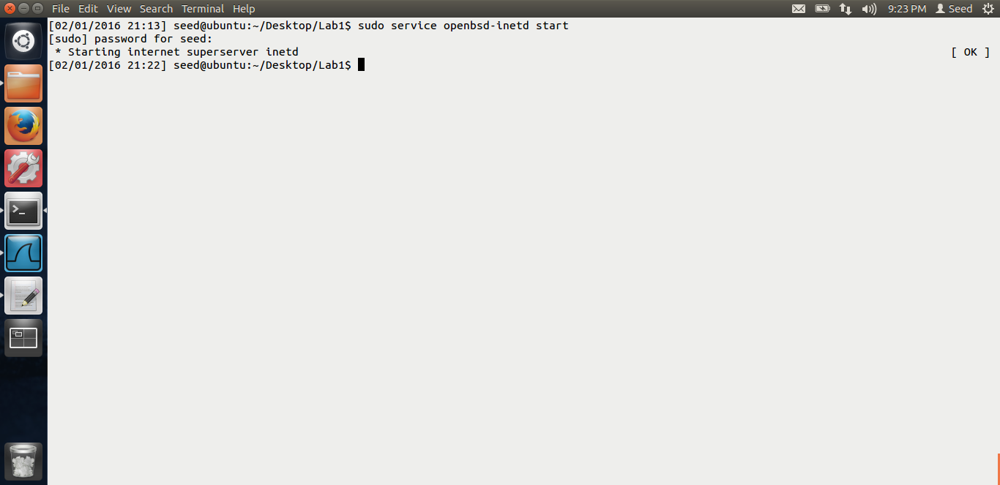 File Edit View Search Terminal Help 9:23 PM Seed
[02/01/2016 21:13] seed@ubuntu:~/Desktop/Lab1$ sudo service openbsd-inetd start
[sudo] password for seed:
 * Starting internet superserver inetd [ OK ]
[02/01/2016 21:22] seed@ubuntu:~/Desktop/Lab1$